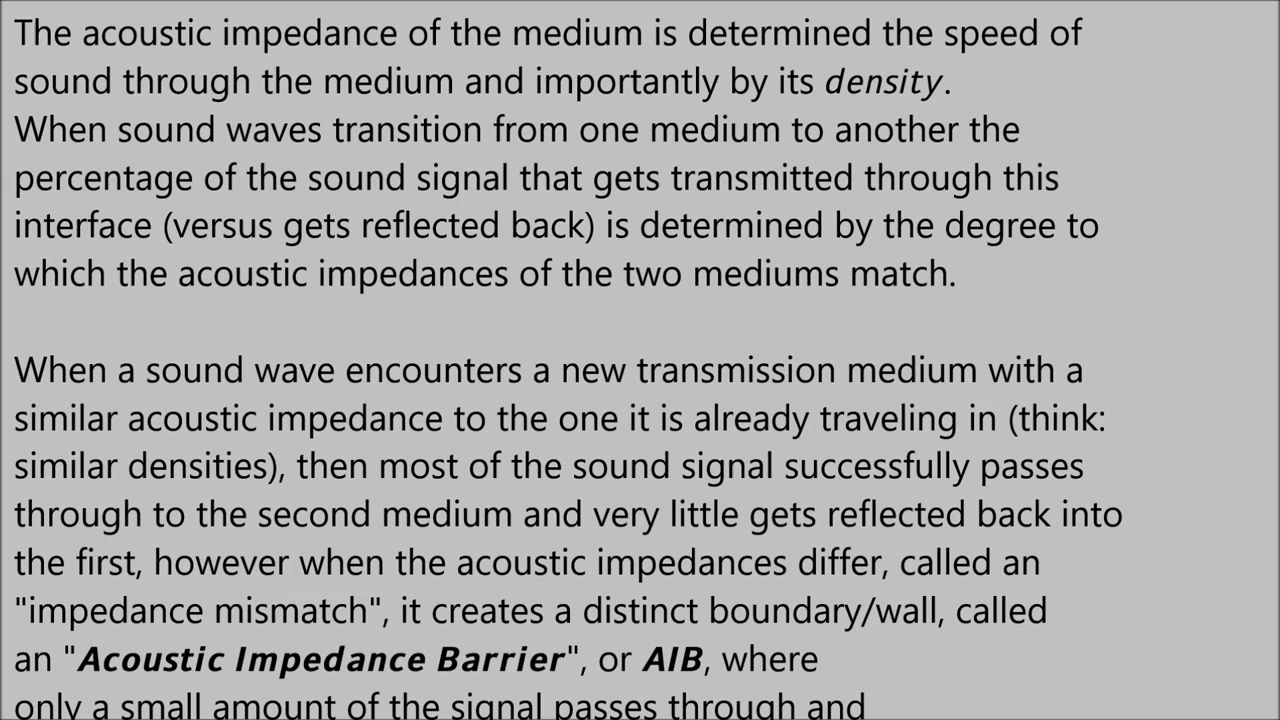 The acoustic impedance of the medium is determined the speed of
sound through the medium and importantly by its density.
When sound waves transition from one medium to another the
percentage of the sound signal that gets transmitted through this
interface (versus gets reflected back) is determined by the degree to
which the acoustic impedances of the two mediums match.
When a sound wave encounters a new transmission medium with a
similar acoustic impedance to the one it is already traveling in (think:
similar densities), then most of the sound signal successfully passes
through to the second medium and very little gets reflected back into
the first, however when the acoustic impedances differ, called an
"impedance mismatch", it creates a distinct boundary/wall, called
an "Acoustic Impedance Barrier", or AIB, where
only a small amount of the signal passes through and